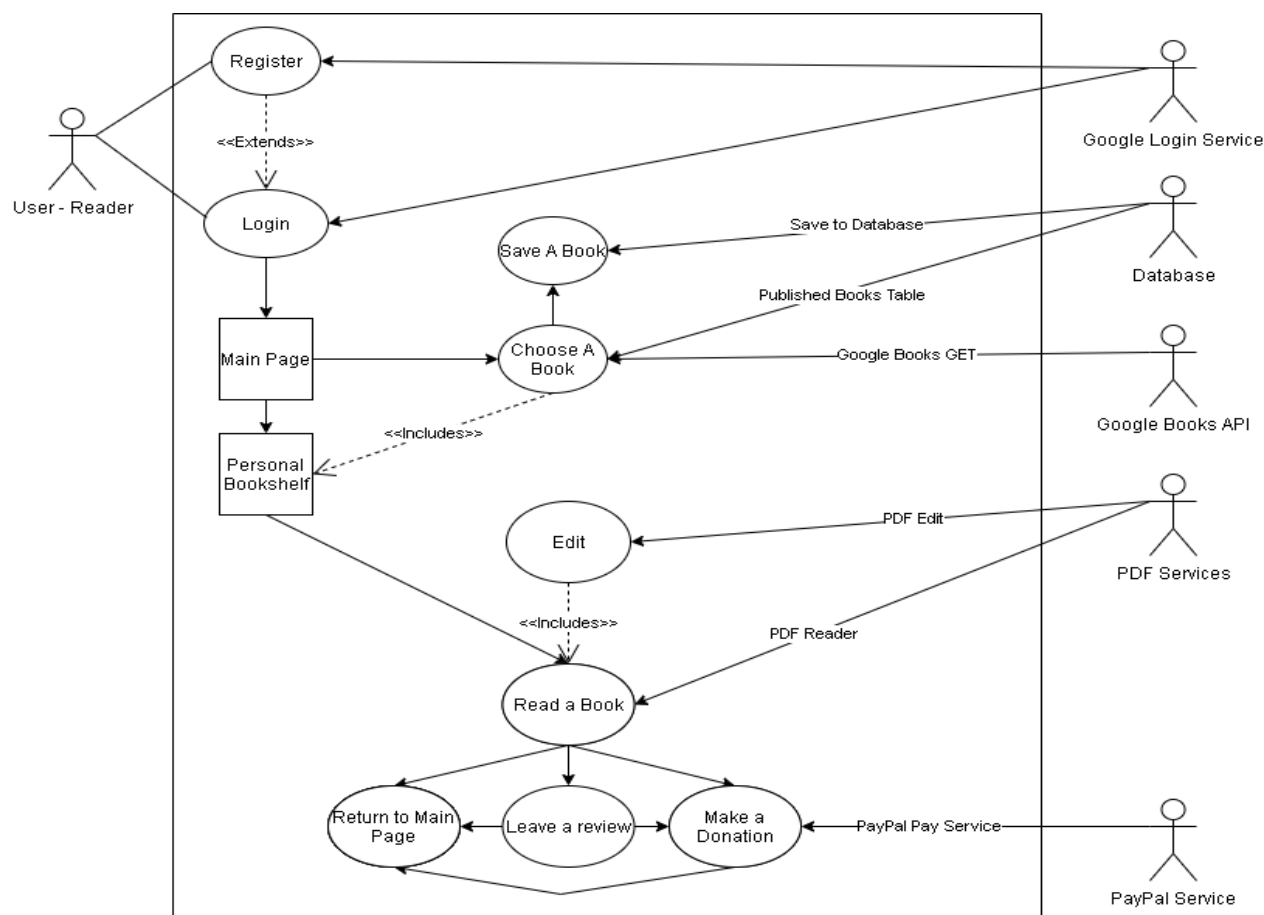 Register
Google Login Service
<<Extends>>
User - Reader
Login
Save A Book
Save to Database
Database
Published Books Table
Main Page
Choose A
Book
Google Books GET
Google Books API
<<Includes>>
Personal
Bookshelf
Edit
PDF Edit
PDF Services
<<Includes>>
PDF Reader
Read a Book
Return to Main
Page
Leave a review
Make a
Donation
PayPal Pay Service
PayPal Service